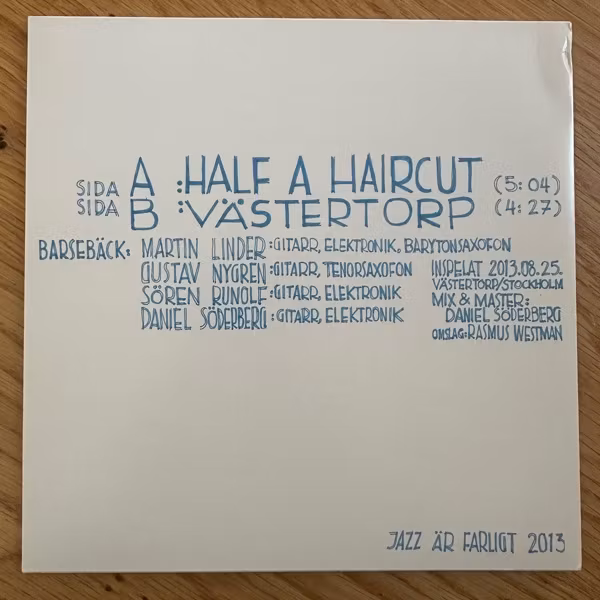 SIDA A :HALF A HAIRCUT (5:04)
SIDA B :VÄSTERTORP (4:27)
BARSEBÄCK: MARTIN LINDER :GITARR, ELEKTRONIK, BARYTONSAXOFON
GUSTAV NYGREN :GITARR, TENORSAXOFON
SÖREN RUNOLF :GITARR, ELEKTRONIK
DANIEL SÖDERBERG :GITARR, ELEKTRONIK
INSPELAT 2013.08.25.
VÄSTERTORP/STOCKHOLM
MIX & MASTER:
DANIEL SÖDERBERG
OMSLAG: RASMUS WESTMAN
JAZZ ÄR FARLIGT 2013